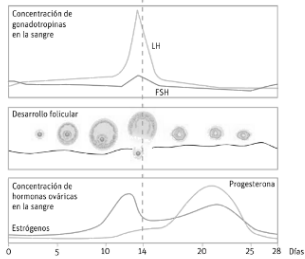 Concentración de
gonadotropinas
en la sangre
LH
FSH
Desarrollo folicular
Concentración de
hormonas ováricas
en la sangre
Progesterona
Estrógenos
0 5 10 14 20 25 28 Días